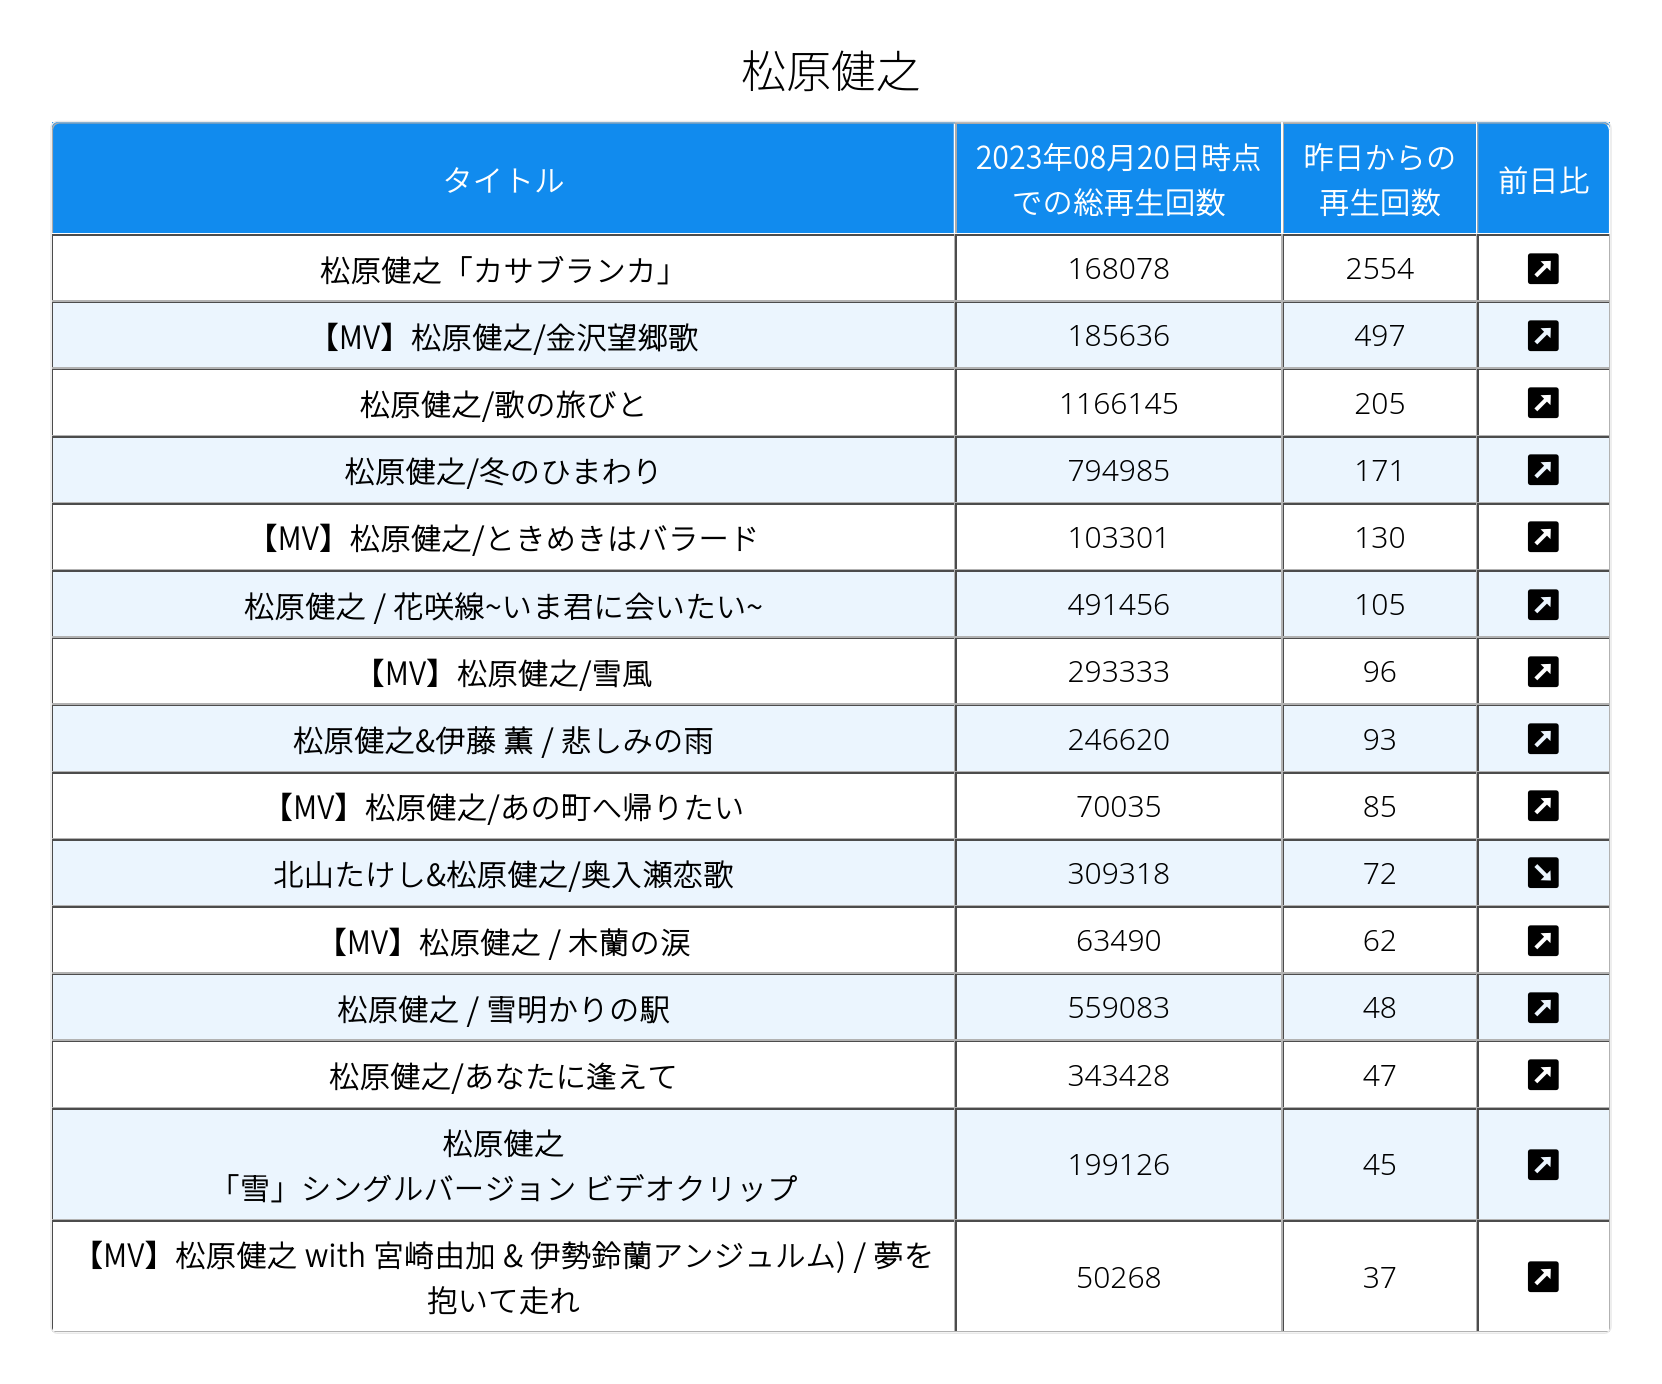 松原健之
タイトル
2023年08月20日時点
での総再生回数
昨日からの
再生回数
前日比
松原健之「カサブランカ」 168078 2554
【MV】松原健之/金沢望郷歌 185636 497
松原健之/歌の旅びと 1166145 205
松原健之/冬のひまわり 794985 171
【MV】松原健之/ときめきはバラード 103301 130
松原健之 / 花咲線~いま君に会いたい~ 491456 105
【MV】松原健之/雪風 293333 96
松原健之&伊藤 薫 / 悲しみの雨 246620 93
【MV】松原健之/あの町へ帰りたい 70035 85
北山たけし&松原健之/奥入瀬恋歌 309318 72
【MV】松原健之 / 木蘭の涙 63490 62
松原健之 / 雪明かりの駅 559083 48
松原健之/あなたに逢えて 343428 47
松原健之
「雪」シングルバージョン ビデオクリップ 199126 45
【MV】松原健之 with 宮崎由加 & 伊勢鈴蘭アンジュルム) / 夢を
抱いて走れ 50268 37